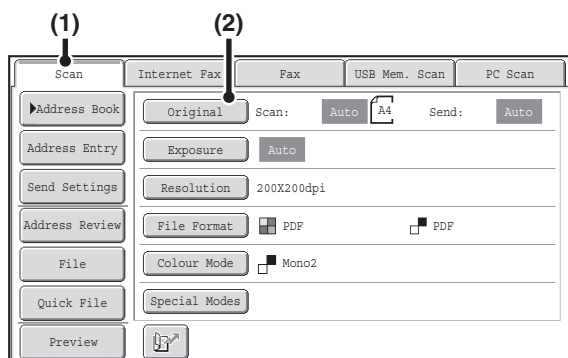 (1) (2)
Scan Internet Fax Fax USB Mem. Scan PC Scan
Address Book Original Scan: Auto A4 Send: Auto
Address Entry Exposure Auto
Send Settings Resolution 200X200dpi
Address Review File Format PDF PDF
File Colour Mode Mono2
Quick File Special Modes
Preview